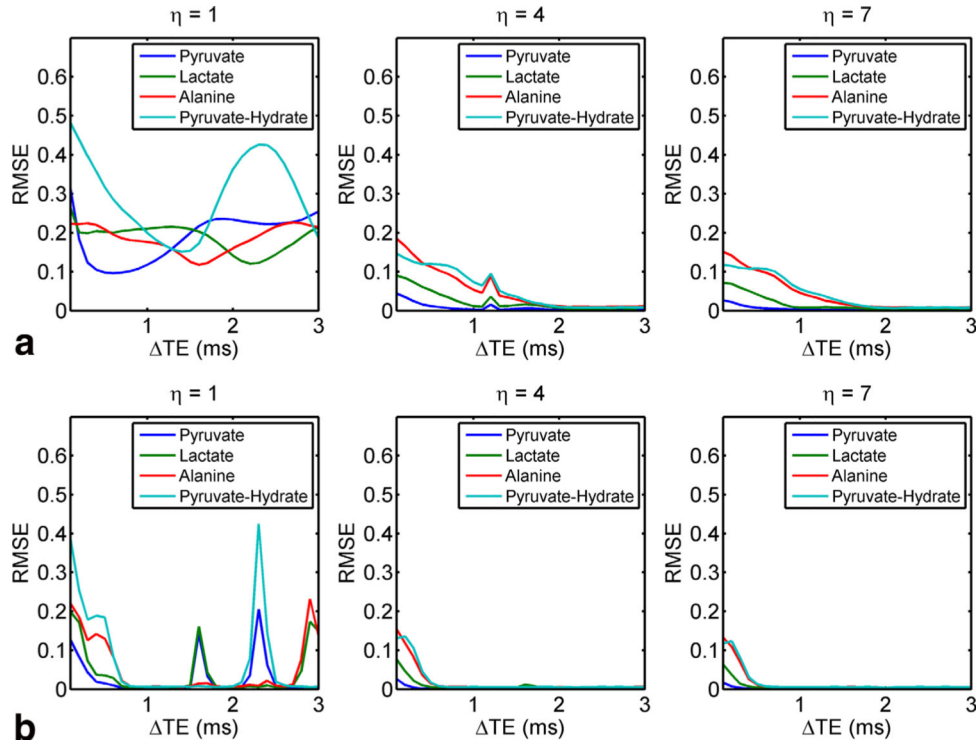 η = 1
η = 4
η = 7
RMSE
0.6
0.5
0.4
0.3
0.2
0.1
0
Pyruvate
Lactate
Alanine
Pyruvate-Hydrate
1
2
3
ΔTE (ms)
RMSE
0.6
0.5
0.4
0.3
0.2
0.1
0
Pyruvate
Lactate
Alanine
Pyruvate-Hydrate
1
2
3
ΔTE (ms)
RMSE
0.6
0.5
0.4
0.3
0.2
0.1
0
Pyruvate
Lactate
Alanine
Pyruvate-Hydrate
1
2
3
ΔTE (ms)
a
η = 1
η = 4
η = 7
RMSE
0.6
0.5
0.4
0.3
0.2
0.1
0
Pyruvate
Lactate
Alanine
Pyruvate-Hydrate
1
2
3
ΔTE (ms)
RMSE
0.6
0.5
0.4
0.3
0.2
0.1
0
Pyruvate
Lactate
Alanine
Pyruvate-Hydrate
1
2
3
ΔTE (ms)
RMSE
0.6
0.5
0.4
0.3
0.2
0.1
0
Pyruvate
Lactate
Alanine
Pyruvate-Hydrate
1
2
3
ΔTE (ms)
b